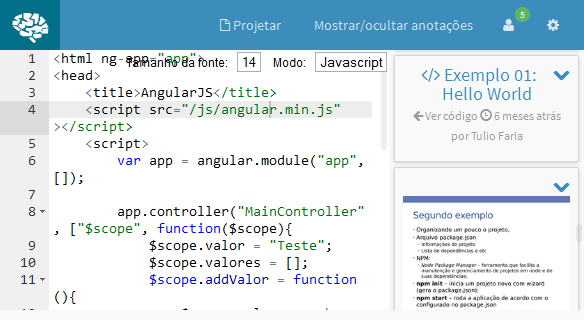 Projetar
Mostrar/ocultar anotações
5
Tamanho da fonte: 14 Modo: Javascript
1 <html ng-app="app">
2 <head>
3 <title>AngularJS</title>
4 <script src="/js/angular.min.js"
></script>
5 <script>
6 var app = angular.module("app",
[]);
7
8 app.controller("MainController"
, ["$scope", function($scope){
9 $scope.valor = "Teste";
10 $scope.valores = [];
11 $scope.addValor = function
(){
</> Exemplo 01:
Hello World
Ver código 6 meses atrás
por Tulio Faria
Segundo exemplo
Organizando um pouco o projeto,
Arquivo package.json
Informações do projeto
Lista de dependências e etc
NPM:
Node Package Manager – ferramenta que facilita a
manutenção e gerenciamento de projetos em node e de
suas dependências;
npm init – inicia um projeto novo com wizard
(gera o package.json);
npm start – roda a aplicação de acordo com o
configurado no package.json